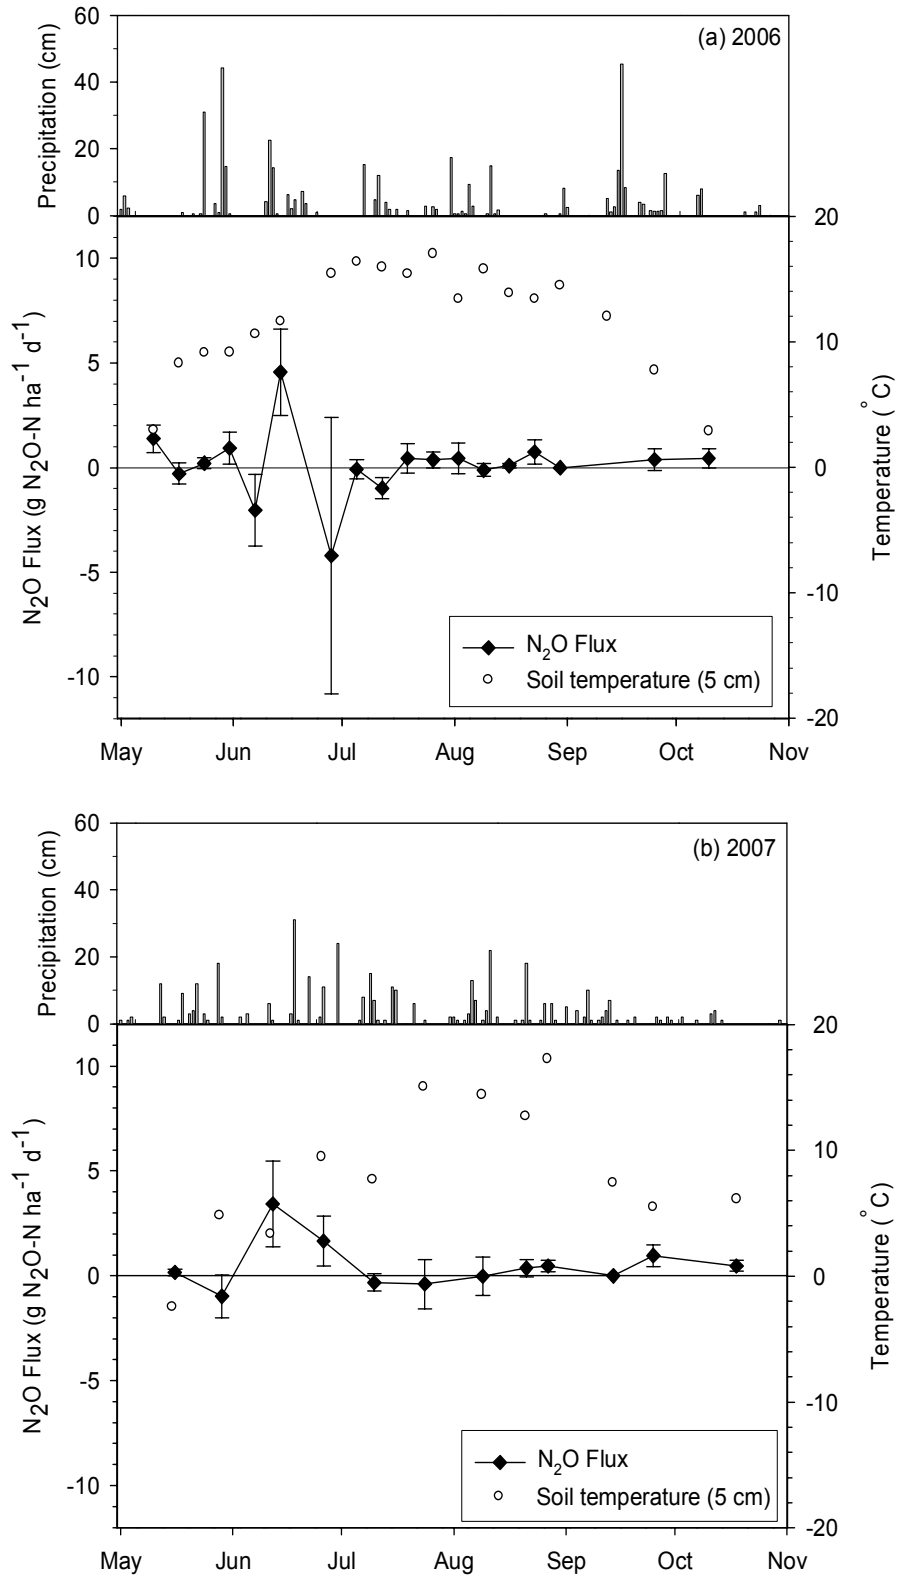 60
(a) 2006
Precipitation (cm)
40
20
0
20
10
N₂O Flux (g N₂O-N ha⁻¹ d⁻¹)
5
0
-5
-10
10
0
-10
-20
Temperature (°C)
N₂O Flux
Soil temperature (5 cm)
May Jun Jul Aug Sep Oct Nov
60
(b) 2007
Precipitation (cm)
40
20
0
20
10
N₂O Flux (g N₂O-N ha⁻¹ d⁻¹)
5
0
-5
-10
10
0
-10
-20
Temperature (°C)
N₂O Flux
Soil temperature (5 cm)
May Jun Jul Aug Sep Oct Nov